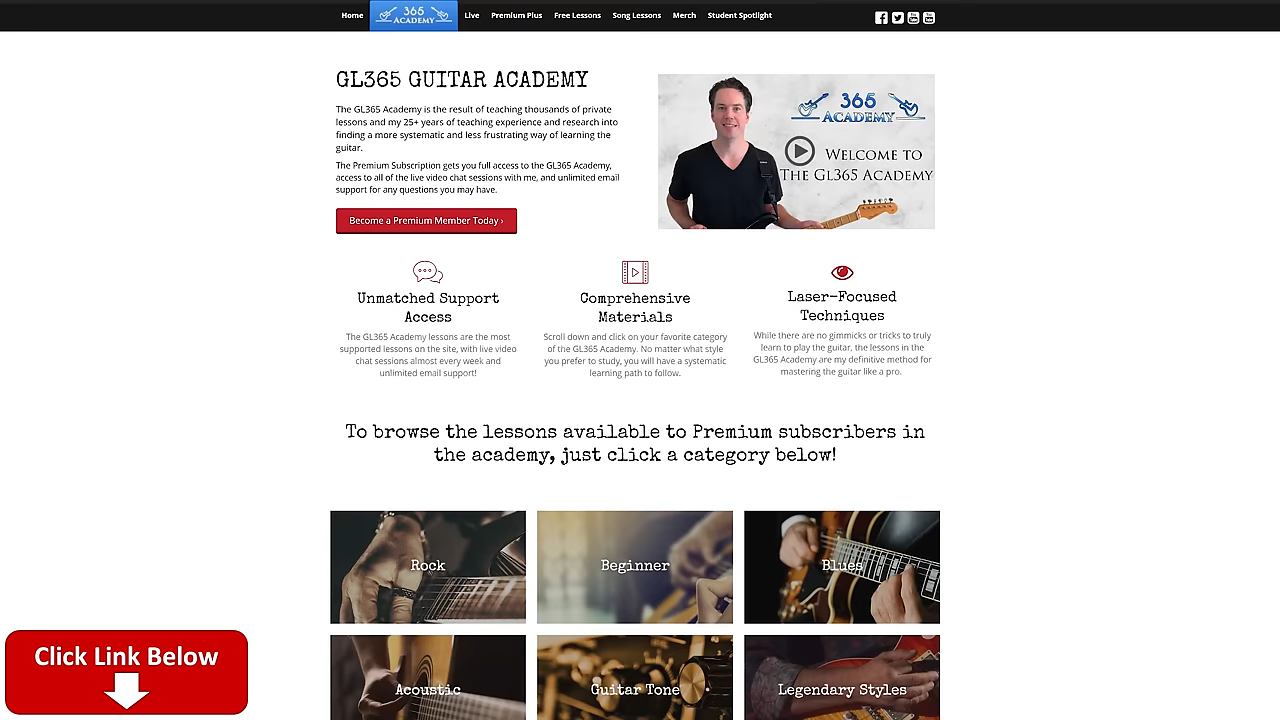 Home
365
ACADEMY
Live
Premium Plus
Free Lessons
Song Lessons
Merch
Student Spotlight
GL365 GUITAR ACADEMY
The GL365 Academy is the result of teaching thousands of private
lessons and my 25+ years of teaching experience and research into
finding a more systematic and less frustrating way of learning the
guitar.
The Premium Subscription gets you full access to the GL365 Academy,
access to all of the live video chat sessions with me, and unlimited email
support for any questions you may have.
Become a Premium Member Today ›
365
ACADEMY
WELCOME TO
THE GL365 ACADEMY
Unmatched Support
Access
The GL365 Academy lessons are the most
supported lessons on the site, with live video
chat sessions almost every week and
unlimited email support!
Comprehensive
Materials
Scroll down and click on your favorite category
of the GL365 Academy. No matter what style
you prefer to study, you will have a systematic
learning path to follow.
Laser-Focused
Techniques
While there are no gimmicks or tricks to truly
learn to play the guitar, the lessons in the
GL365 Academy are my definitive method for
mastering the guitar like a pro.
To browse the lessons available to Premium subscribers in
the academy, just click a category below!
Rock
Beginner
Blues
Acoustic
Guitar Tone
Legendary Styles
Click Link Below